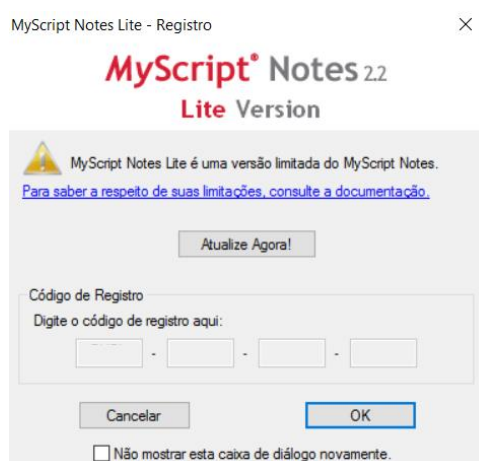 MyScript Notes Lite - Registro
MyScript® Notes 2.2
Lite Version
MyScript Notes Lite é uma versão limitada do MyScript Notes.
Para saber a respeito de suas limitações, consulte a documentação.
Atualize Agora!
Código de Registro
Digite o código de registro aqui:
- - -
Cancelar OK
Não mostrar esta caixa de diálogo novamente.